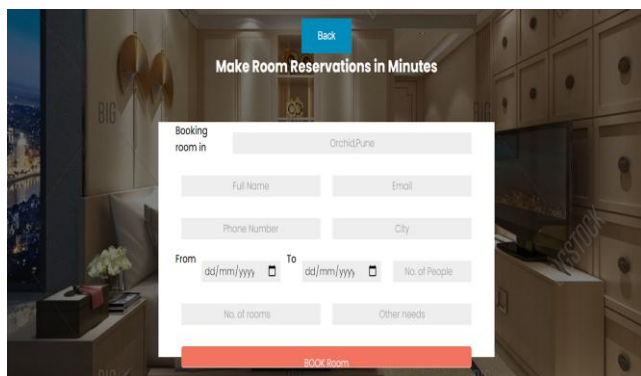 Back
Make Room Reservations in Minutes
BIG
Booking
room in
Orchid,Pune
Full Name
Email
Phone Number
City
From
To
dd/mm/yyyy
dd/mm/yyyy
No. of People
No. of rooms
Other needs
BOOK Room